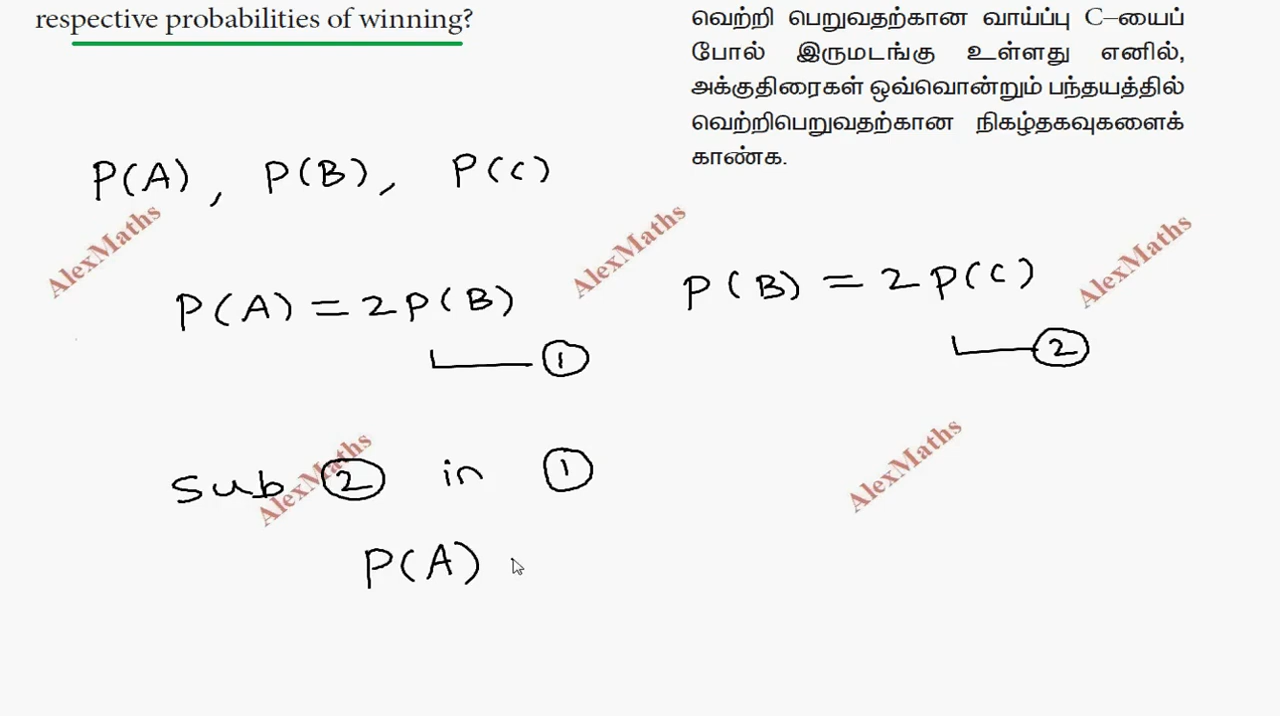 respective probabilities of winning?
வெற்றி பெறுவதற்கான வாய்ப்பு C–யைப்
போல் இருமடங்கு உள்ளது எனில்,
அக்குதிரைகள் ஒவ்வொன்றும் பந்தயத்தில்
வெற்றிபெறுவதற்கான நிகழ்தகவுகளைக்
காண்க.
P(A), P(B), P(C)
AlexMaths
AlexMaths
AlexMaths
P(A) = 2P(B)
P(B) = 2P(C)
①
②
AlexMaths
AlexMaths
Sub ② in ①
P(A)